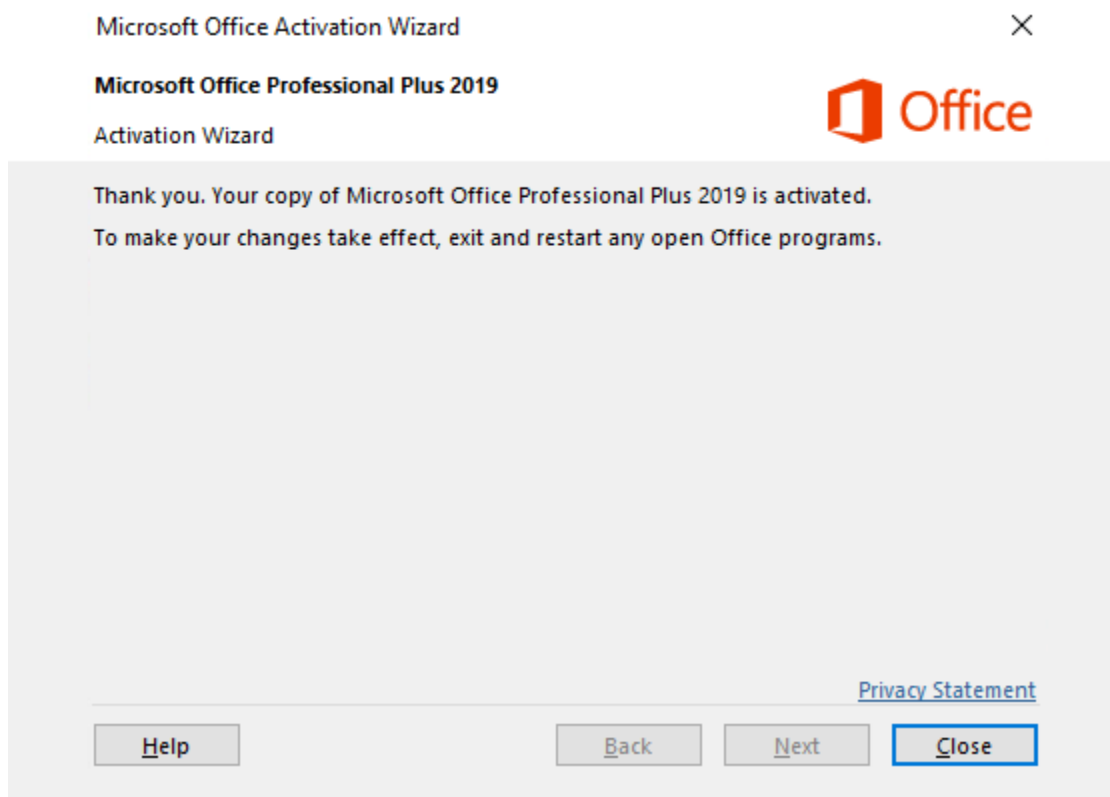 Microsoft Office Activation Wizard
Microsoft Office Professional Plus 2019
Office
Activation Wizard
Thank you. Your copy of Microsoft Office Professional Plus 2019 is activated.
To make your changes take effect, exit and restart any open Office programs.
Privacy Statement
Help
Back
Next
Close